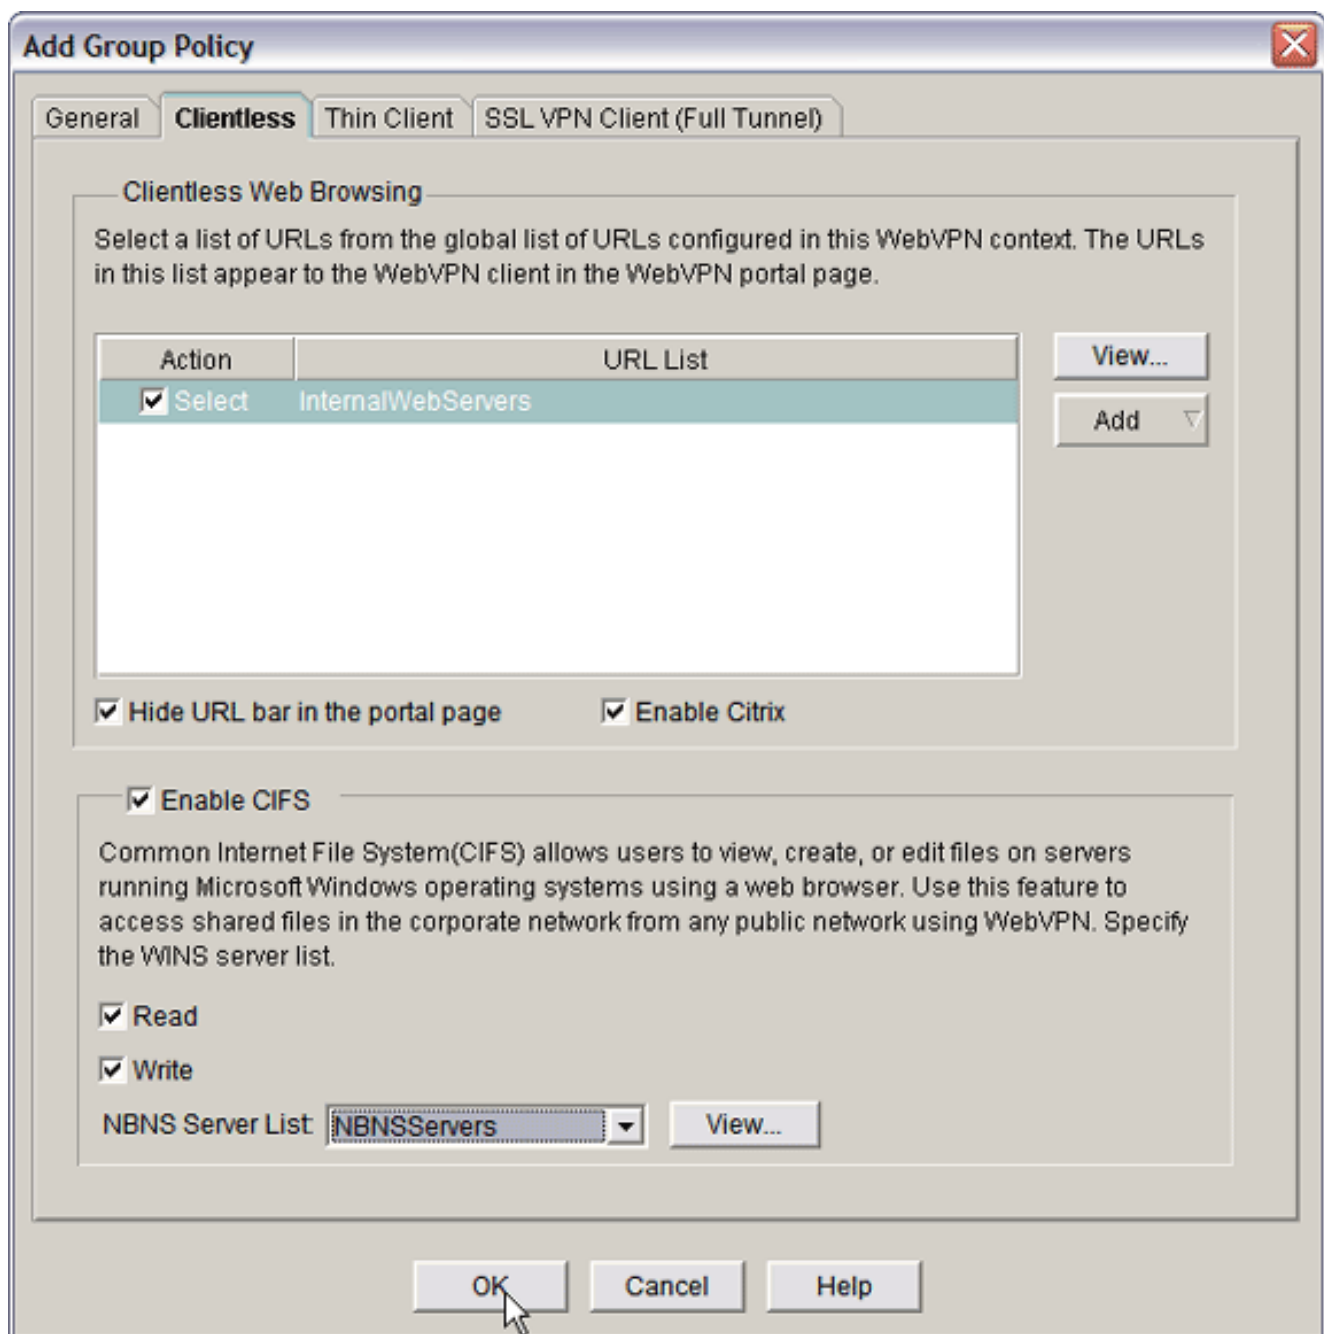 Add Group Policy
General Clientless Thin Client SSL VPN Client (Full Tunnel)
Clientless Web Browsing
Select a list of URLs from the global list of URLs configured in this WebVPN context. The URLs
in this list appear to the WebVPN client in the WebVPN portal page.
Action URL List View...
Select InternalWebServers
Add
Hide URL bar in the portal page Enable Citrix
Enable CIFS
Common Internet File System(CIFS) allows users to view, create, or edit files on servers
running Microsoft Windows operating systems using a web browser. Use this feature to
access shared files in the corporate network from any public network using WebVPN. Specify
the WINS server list.
Read
Write
NBNS Server List: NBNSServers View...
OK Cancel Help